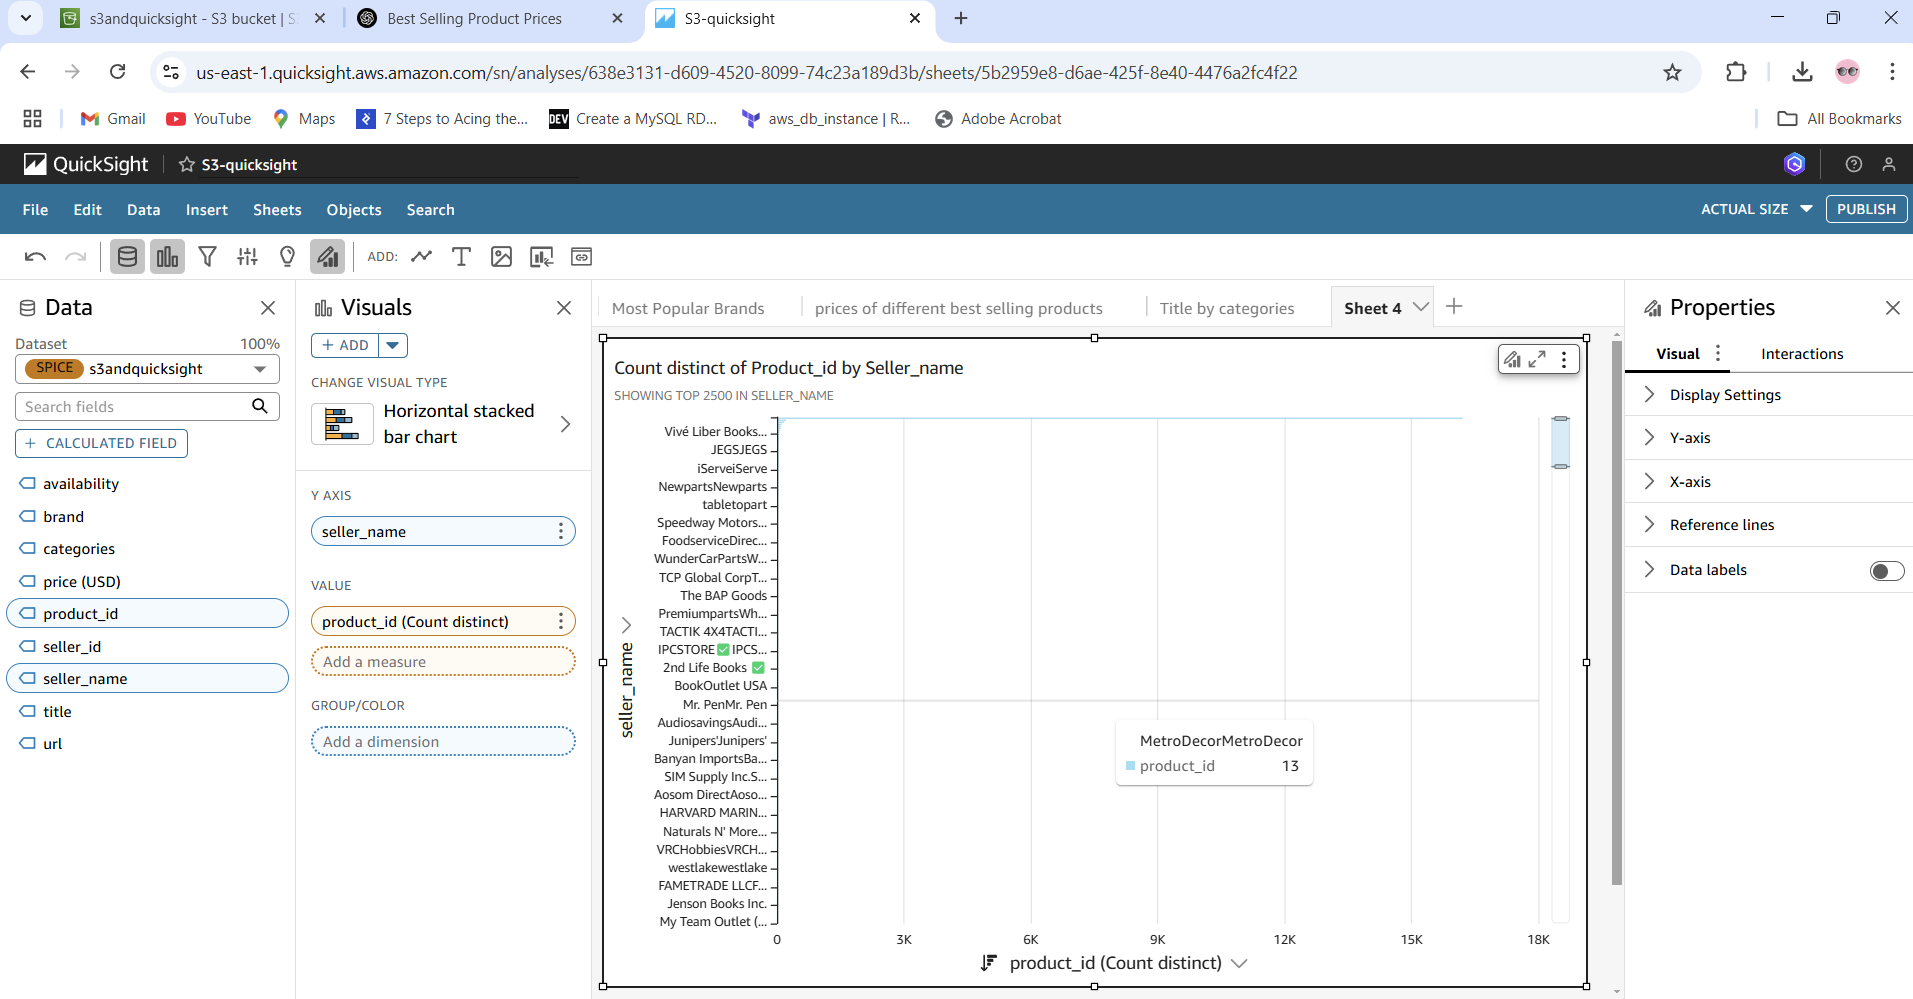 s3andquicksight - S3 bucket | S3
Best Selling Product Prices
S3-quicksight
us-east-1.quicksight.aws.amazon.com/sn/analyses/638e3131-d609-4520-8099-74c23a189d3b/sheets/5b2959e8-d6ae-425f-8e40-4476a2fc4f22
Gmail
YouTube
Maps
7 Steps to Acing the...
DEV
Create a MySQL RD...
aws_db_instance | R...
Adobe Acrobat
All Bookmarks
QuickSight
S3-quicksight
File
Edit
Data
Insert
Sheets
Objects
Search
ACTUAL SIZE
PUBLISH
ADD:
Data
Dataset
100%
SPICE
s3andquicksight
Search fields
+ CALCULATED FIELD
availability
brand
categories
price (USD)
product_id
seller_id
seller_name
title
url
Visuals
+ ADD
CHANGE VISUAL TYPE
Horizontal stacked
bar chart
Y AXIS
seller_name
VALUE
product_id (Count distinct)
Add a measure
GROUP/COLOR
Add a dimension
Most Popular Brands
prices of different best selling products
Title by categories
Sheet 4
Count distinct of Product_id by Seller_name
SHOWING TOP 2500 IN SELLER_NAME
seller_name
Vivé Liber Books...
JEGSJEGS
iServeiServe
NewpartsNewparts
tabletopart
Speedway Motors...
FoodserviceDirec...
WunderCarPartsW...
TCP Global CorpT...
The BAP Goods
PremiumpartsWh...
TACTIK 4X4TACTI...
IPCSTORE✅IPCS...
2nd Life Books ✅
BookOutlet USA
Mr. PenMr. Pen
AudiosavingsAudi...
Junipers'Junipers'
Banyan ImportsBa...
SIM Supply Inc.S...
Aosom DirectAoso...
HARVARD MARIN...
Naturals N' More...
VRCHobbiesVRCH...
westlakewestlake
FAMETRADE LLCF...
Jenson Books Inc.
My Team Outlet (...
MetroDecorMetroDecor
product_id 13
0 3K 6K 9K 12K 15K 18K
product_id (Count distinct)
Properties
Visual
Interactions
Display Settings
Y-axis
X-axis
Reference lines
Data labels